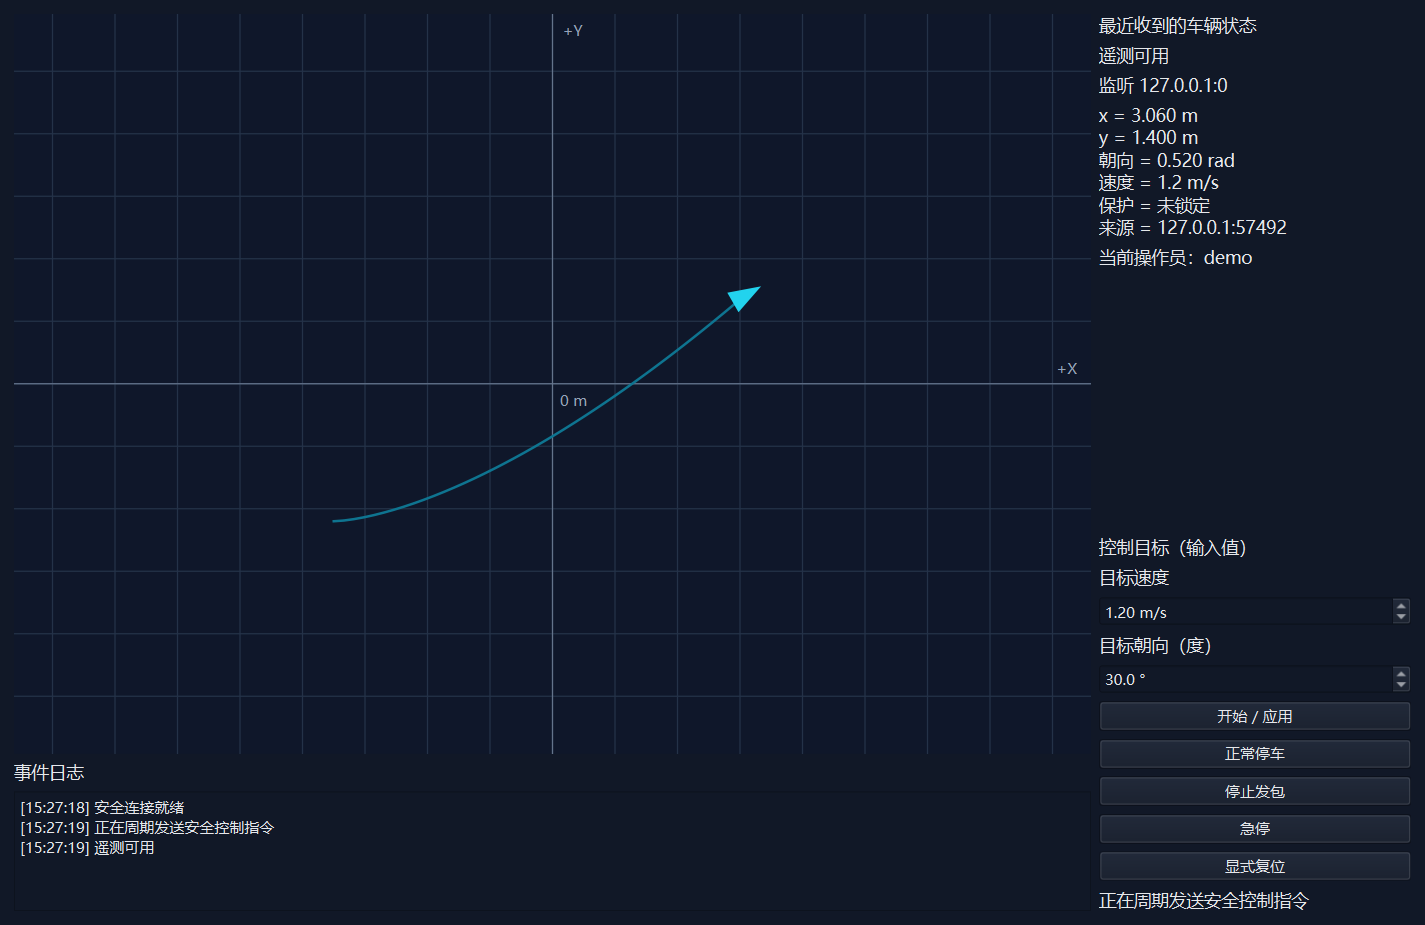 +Y
+X
0 m
最近收到的车辆状态
遥测可用
监听 127.0.0.1:0
x = 3.060 m
y = 1.400 m
朝向 = 0.520 rad
速度 = 1.2 m/s
保护 = 未锁定
来源 = 127.0.0.1:57492
当前操作员：demo
控制目标（输入值）
目标速度
1.20 m/s
目标朝向（度）
30.0 °
开始 / 应用
正常停车
停止发包
急停
显式复位
正在周期发送安全控制指令
事件日志
[15:27:18] 安全连接就绪
[15:27:19] 正在周期发送安全控制指令
[15:27:19] 遥测可用